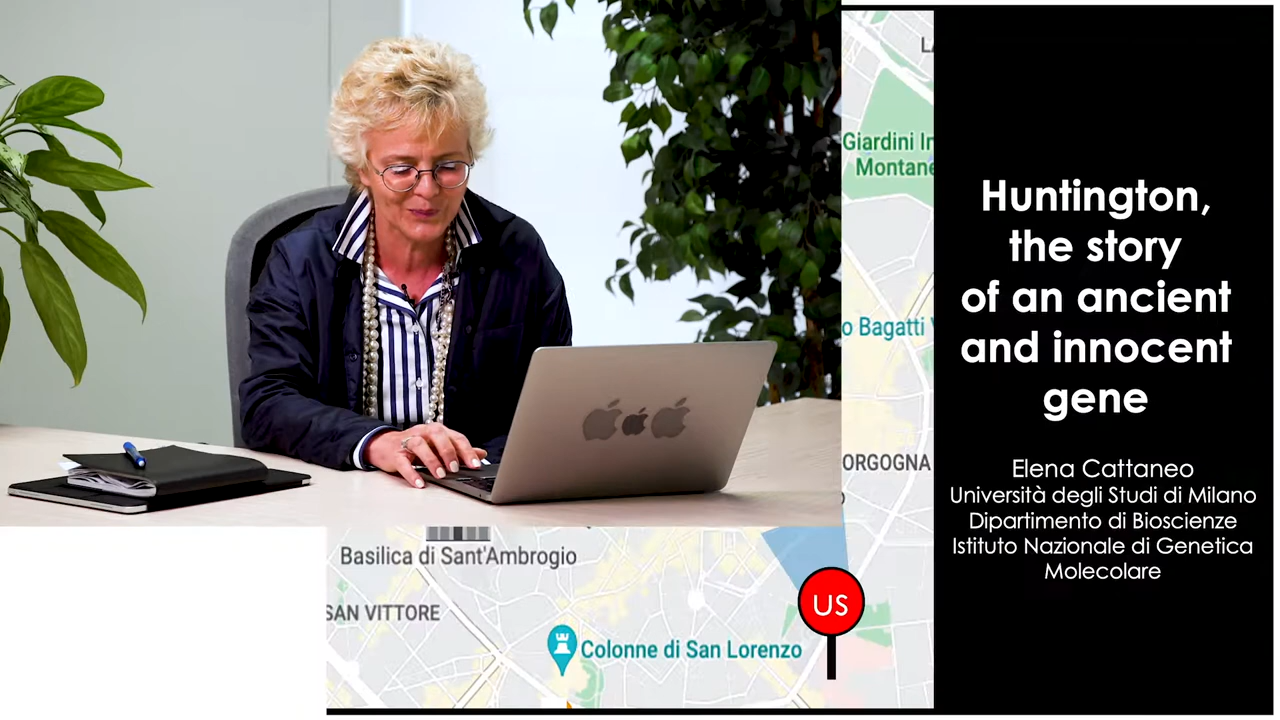 Giardini
Montane
Bagatti
ORGOGNA
Basilica di Sant'Ambrogio
SAN VITTORE
Colonne di San Lorenzo
US
Huntington,
the story
of an ancient
and innocent
gene
Elena Cattaneo
Università degli Studi di Milano
Dipartimento di Bioscienze
Istituto Nazionale di Genetica
Molecolare